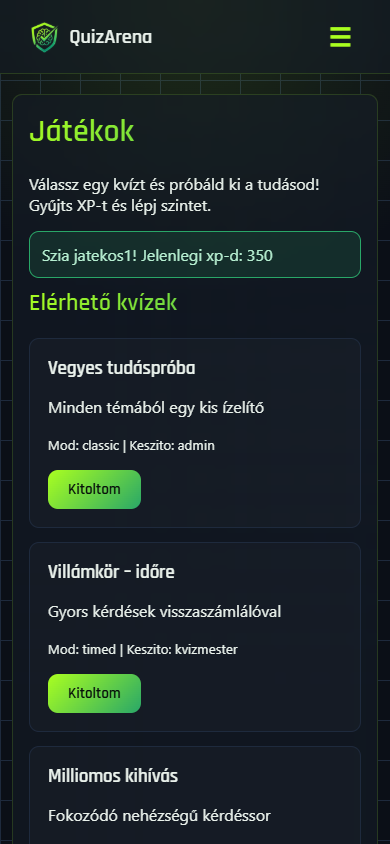 QuizArena
Játékok
Válassz egy kvízt és próbáld ki a tudásod!
Gyűjts XP-t és lépj szintet.
Szia jatekos1! Jelenlegi xp-d: 350
Elérhető kvízek
Vegyes tudáspróba
Minden témából egy kis ízelítő
Mod: classic | Keszito: admin
Kitoltom
Villámkör – időre
Gyors kérdések visszaszámlálóval
Mod: timed | Keszito: kvizmester
Kitoltom
Milliomos kihívás
Fokozódó nehézségű kérdéssor